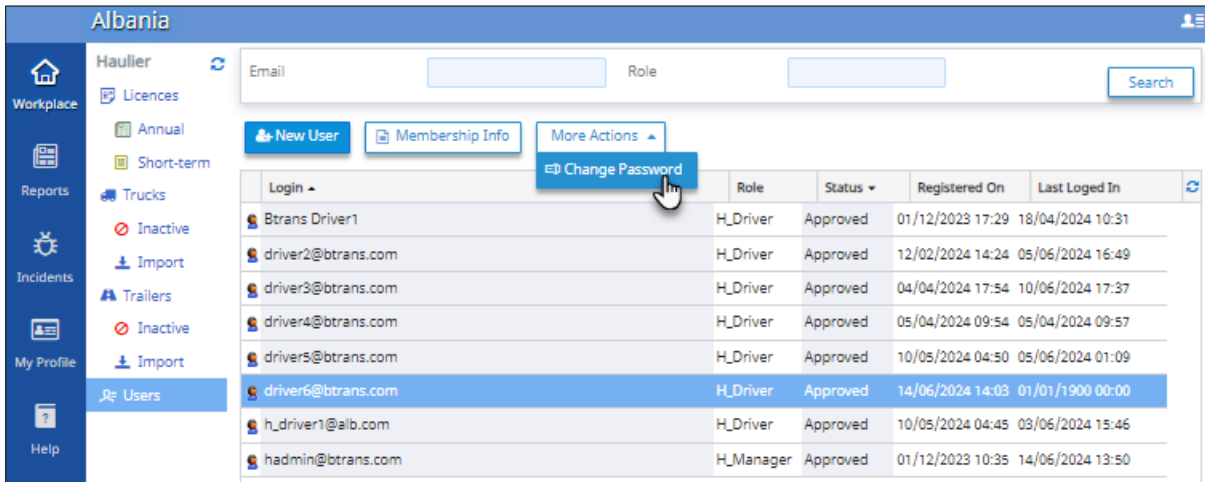 Albania
Workplace
Reports
Incidents
My Profile
Help
Haulier
Licences
Annual
Short-term
Trucks
Inactive
Import
Trailers
Inactive
Import
Users
Email Role
Search
New User Membership Info More Actions
Change Password
Login Role Status Registered On Last Loged In
Btrans Driver1 H_Driver Approved 01/12/2023 17:29 18/04/2024 10:31
driver2@btrans.com H_Driver Approved 12/02/2024 14:24 05/06/2024 16:49
driver3@btrans.com H_Driver Approved 04/04/2024 17:54 10/06/2024 17:37
driver4@btrans.com H_Driver Approved 05/04/2024 09:54 05/04/2024 09:57
driver5@btrans.com H_Driver Approved 10/05/2024 04:50 05/06/2024 01:09
driver6@btrans.com H_Driver Approved 14/06/2024 14:03 01/01/1900 00:00
h_driver1@alb.com H_Driver Approved 10/05/2024 04:45 03/06/2024 15:46
hadmin@btrans.com H_Manager Approved 01/12/2023 10:35 14/06/2024 13:50